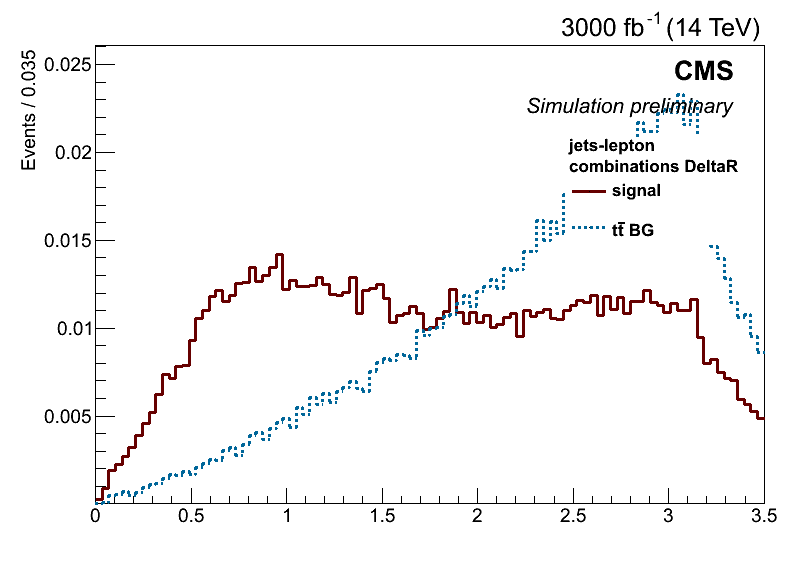 3000 fb⁻¹ (14 TeV)
Events / 0.035
0.025
0.02
0.015
0.01
0.005
CMS
Simulation preliminary
jets-lepton
combinations DeltaR
signal
tt̄ BG
0 0.5 1 1.5 2 2.5 3 3.5